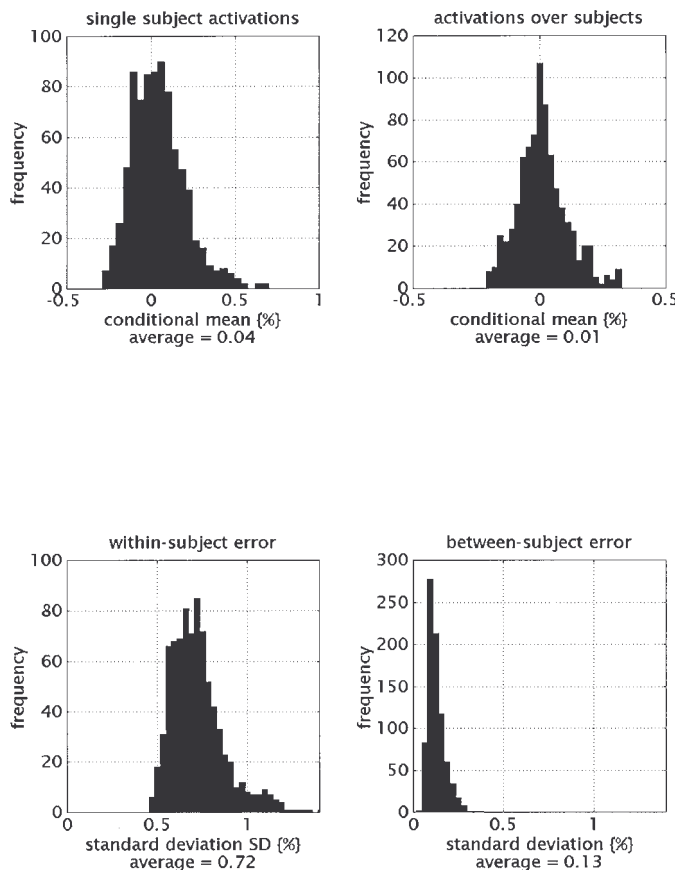 single subject activations
100
80
60
40
20
0
frequency
-0.5 0 0.5 1
conditional mean {%}
average = 0.04
activations over subjects
120
100
80
60
40
20
0
frequency
-0.5 0 0.5
conditional mean {%}
average = 0.01
within-subject error
100
80
60
40
20
0
frequency
0 0.5 1
standard deviation SD {%}
average = 0.72
between-subject error
300
250
200
150
100
50
0
frequency
0 0.5 1
standard deviation {%}
average = 0.13